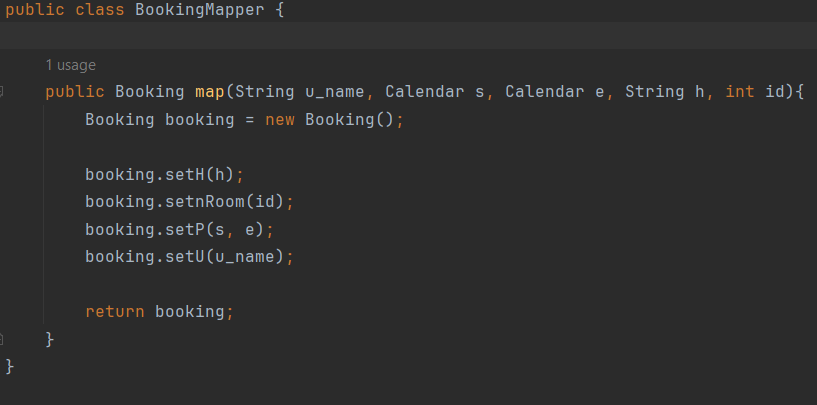 public class BookingMapper {
1 usage
public Booking map(String u_name, Calendar s, Calendar e, String h, int id){
Booking booking = new Booking();
booking.setH(h);
booking.setnRoom(id);
booking.setP(s, e);
booking.setU(u_name);
return booking;
}
}